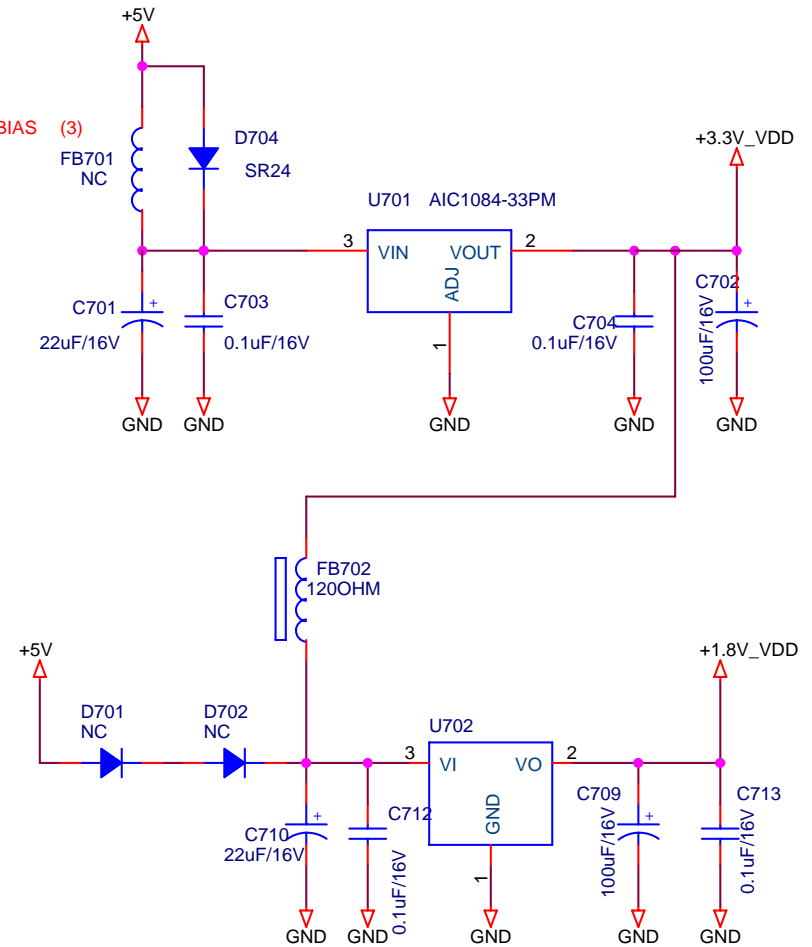 +5V
BIAS (3)
FB701
NC
D704
SR24
+3.3V_VDD
U701 AIC1084-33PM
3
VIN
VOUT
2
ADJ
1
C701
+
22uF/16V
C703
0.1uF/16V
C704
0.1uF/16V
C702
+
100uF/16V
GND
GND
GND
GND
GND
FB702
120OHM
+5V
+1.8V_VDD
D701
NC
D702
NC
U702
3
VI
VO
2
GND
1
C710
+
22uF/16V
C712
0.1uF/16V
C709
+
100uF/16V
C713
0.1uF/16V
GND
GND
GND
GND
GND